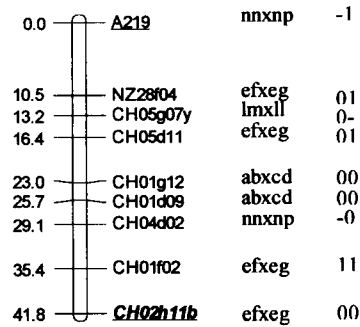 0.0 A219 nnxnp -1
10.5 NZ28f04 efxeg 01
13.2 CH05g07y lmxll 0-
16.4 CH05d11 efxeg 01
23.0 CH01g12 abxcd 00
25.7 CH01d09 abxcd 00
29.1 CH04d02 nnxnp -0
35.4 CH01f02 efxeg 11
41.8 CH02h11b efxeg 00